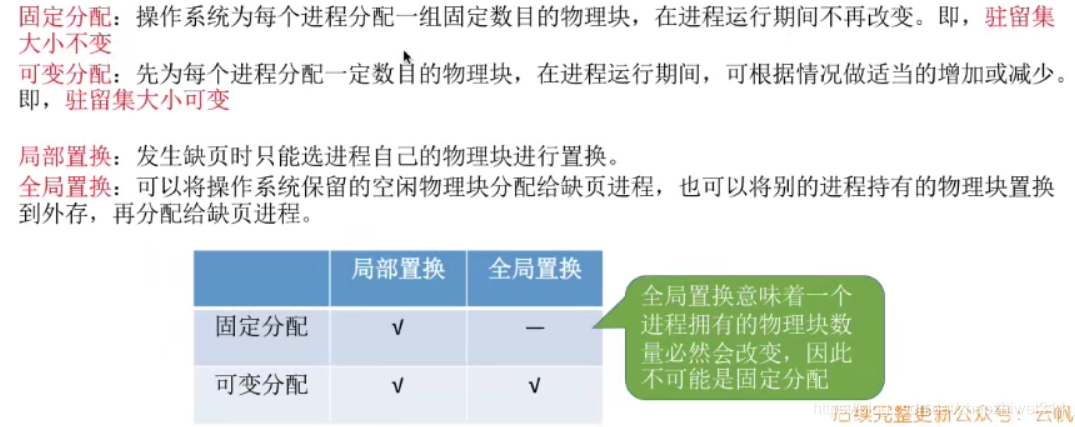 固定分配：操作系统为每个进程分配一组固定数目的物理块，在进程运行期间不再改变。即，驻留集
大小不变
可变分配：先为每个进程分配一定数目的物理块，在进程运行期间，可根据情况做适当的增加或减少。
即，驻留集大小可变
局部置换：发生缺页时只能选进程自己的物理块进行置换。
全局置换：可以将操作系统保留的空闲物理块分配给缺页进程，也可以将别的进程持有的物理块置换
到外存，再分配给缺页进程。
局部置换 全局置换
固定分配 √ —
可变分配 √ √
全局置换意味着一个
进程拥有的物理块数
量必然会改变，因此
不可能是固定分配
后续完整更新公众号：云帆